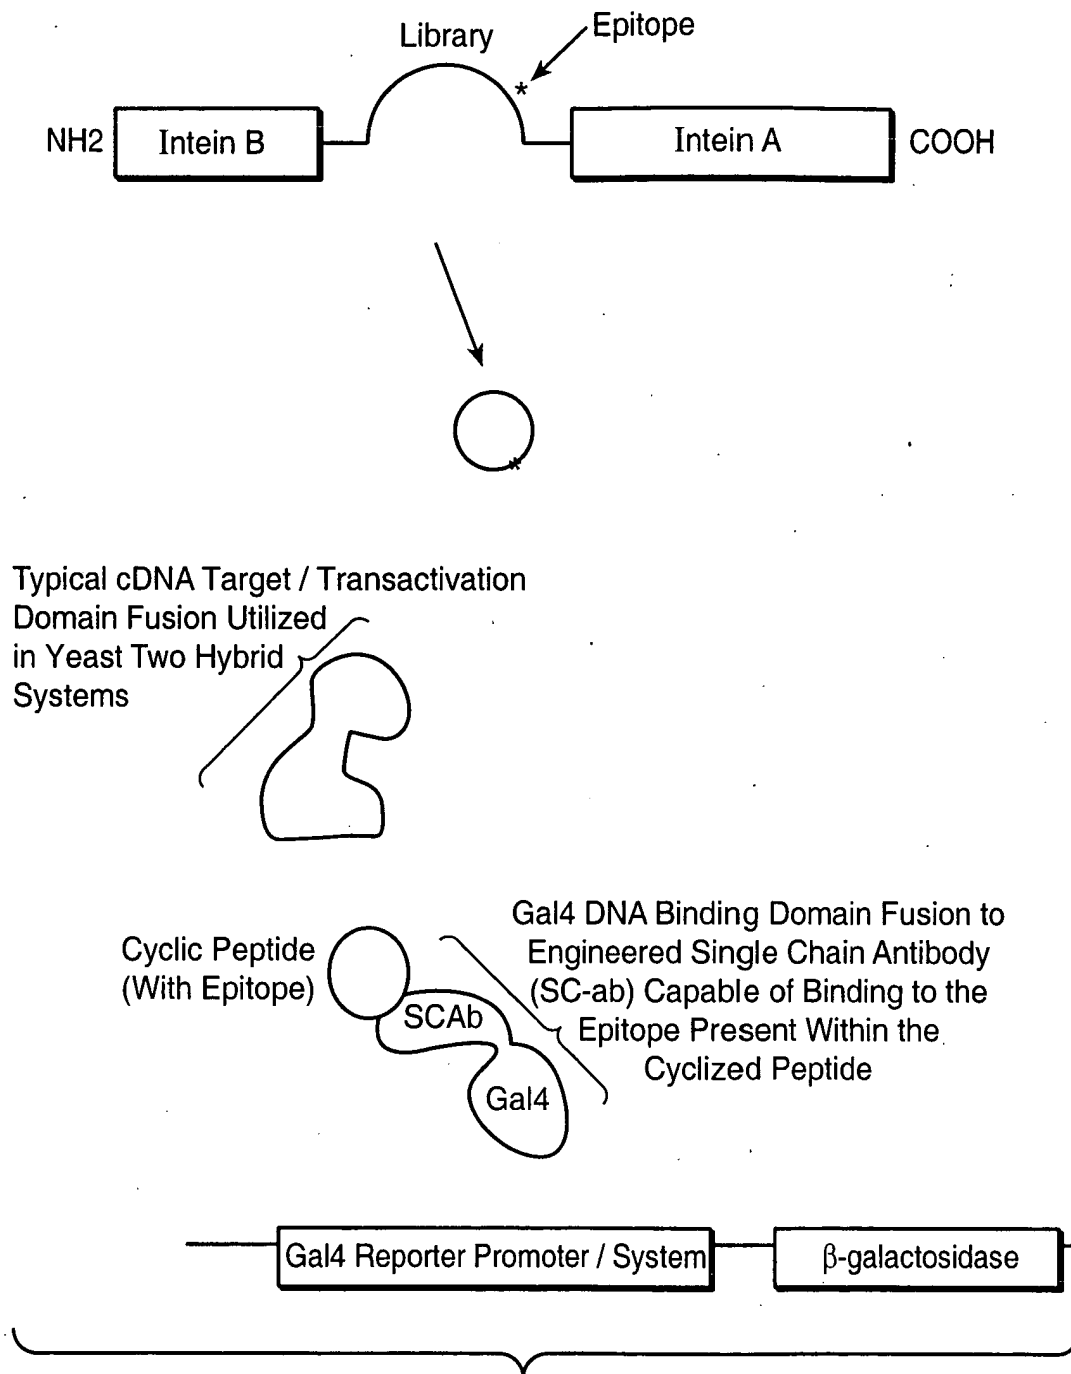 Library
Epitope
*
NH2
Intein B
Intein A
COOH
*
Typical cDNA Target / Transactivation
Domain Fusion Utilized
in Yeast Two Hybrid
Systems
Cyclic Peptide
(With Epitope)
SCAb
Gal4
Gal4 DNA Binding Domain Fusion to
Engineered Single Chain Antibody
(SC-ab) Capable of Binding to the
Epitope Present Within the
Cyclized Peptide
Gal4 Reporter Promoter / System
β-galactosidase